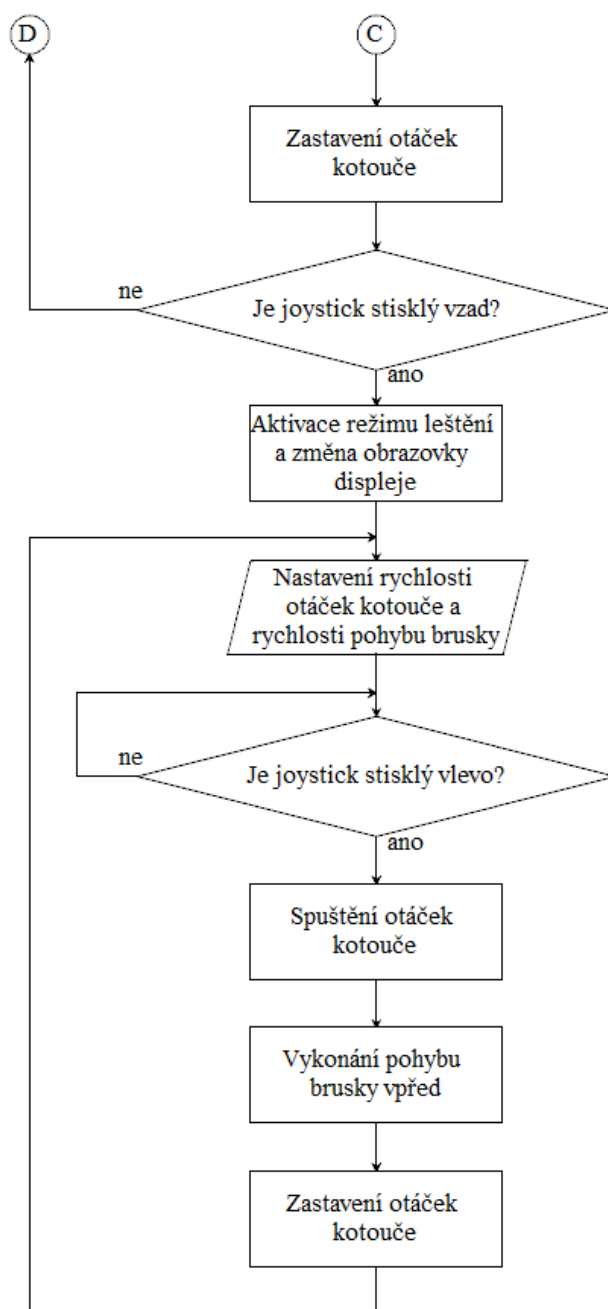 D
C
Zastavení otáček
kotouče
ne
Je joystick stisklý vzad?
ano
Aktivace režimu leštění
a změna obrazovky
displeje
Nastavení rychlosti
otáček kotouče a
rychlosti pohybu brusky
ne
Je joystick stisklý vlevo?
ano
Spuštění otáček
kotouče
Vykonání pohybu
brusky vpřed
Zastavení otáček
kotouče